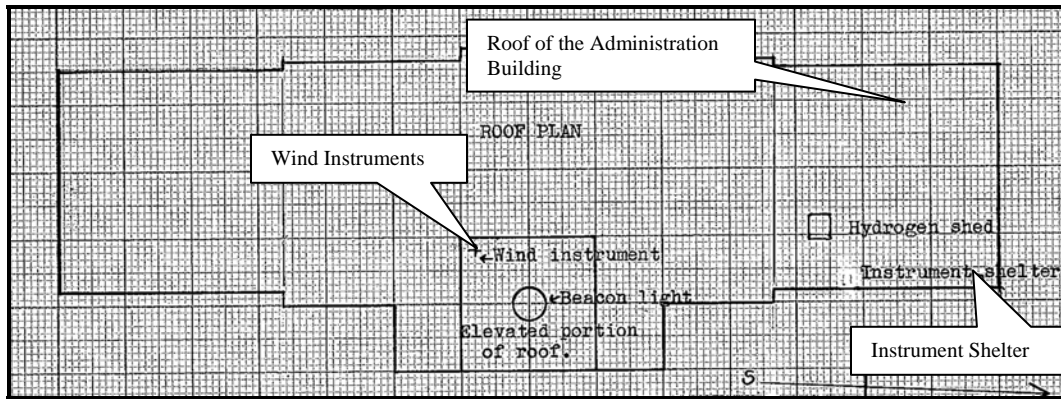 Roof of the Administration
Building
ROOF PLAN
Wind Instruments
Hydrogen shed
←Wind instrument
Instrument shelter
←Beacon light
Elevated portion
of roof.
Instrument Shelter
S